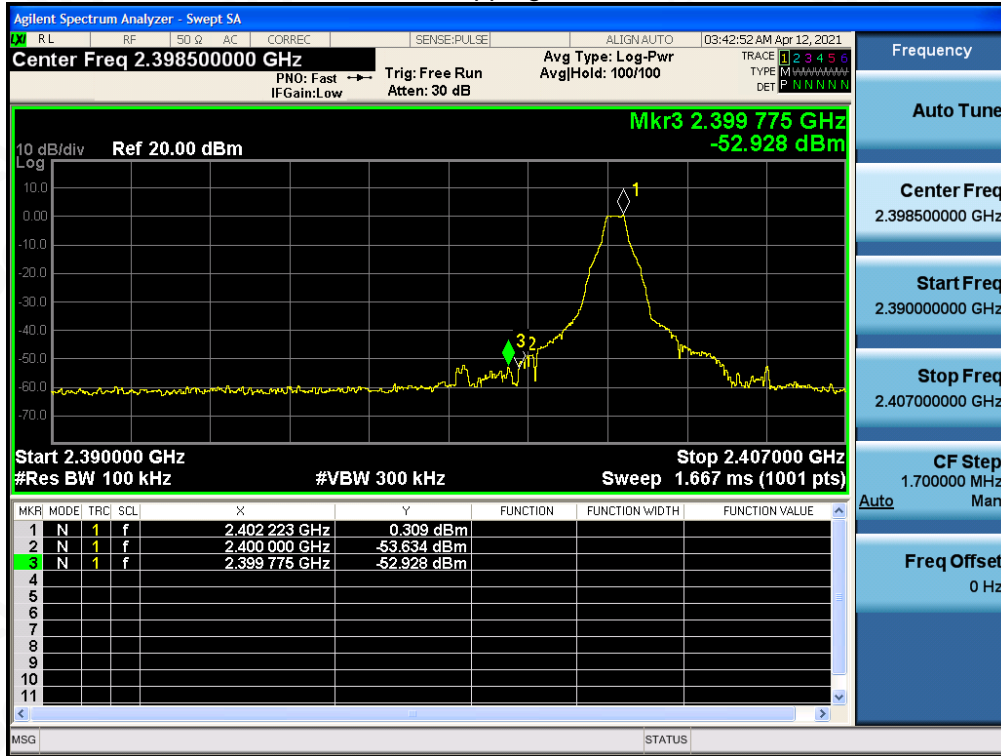 Agilent Spectrum Analyzer - Swept SA
LXI RL RF 50 Ω AC CORREC SENSE:PULSE ALIGN AUTO 03:42:52 AM Apr 12, 2021
Center Freq 2.398500000 GHz
PNO: Fast
IFGain:Low
Trig: Free Run
Atten: 30 dB
Avg Type: Log-Pwr
Avg|Hold: 100/100
TRACE 1 2 3 4 5 6
TYPE M
DET P N N N N N
Mkr3 2.399 775 GHz
-52.928 dBm
10 dB/div Ref 20.00 dBm
Log
10.0
0.00
-10.0
-20.0
-30.0
-40.0
-50.0
-60.0
-70.0
1
3 2
Start 2.390000 GHz Stop 2.407000 GHz
#Res BW 100 kHz #VBW 300 kHz Sweep 1.667 ms (1001 pts)
MKR MODE TRC SCL X Y FUNCTION FUNCTION WIDTH FUNCTION VALUE
1 N 1 f 2.402 223 GHz 0.309 dBm
2 N 1 f 2.400 000 GHz -53.634 dBm
3 N 1 f 2.399 775 GHz -52.928 dBm
4
5
6
7
8
9
10
11
MSG STATUS
Frequency
Auto Tune
Center Freq
2.398500000 GHz
Start Freq
2.390000000 GHz
Stop Freq
2.407000000 GHz
CF Step
1.700000 MHz
Auto Man
Freq Offset
0 Hz